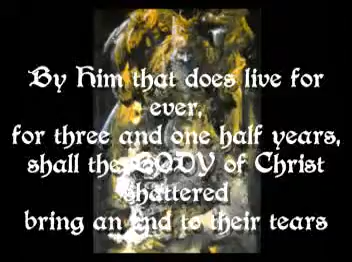 By Him that does live for
ever,
for three and one half years,
shall the BODY of Christ
shattered
bring an end to their tears